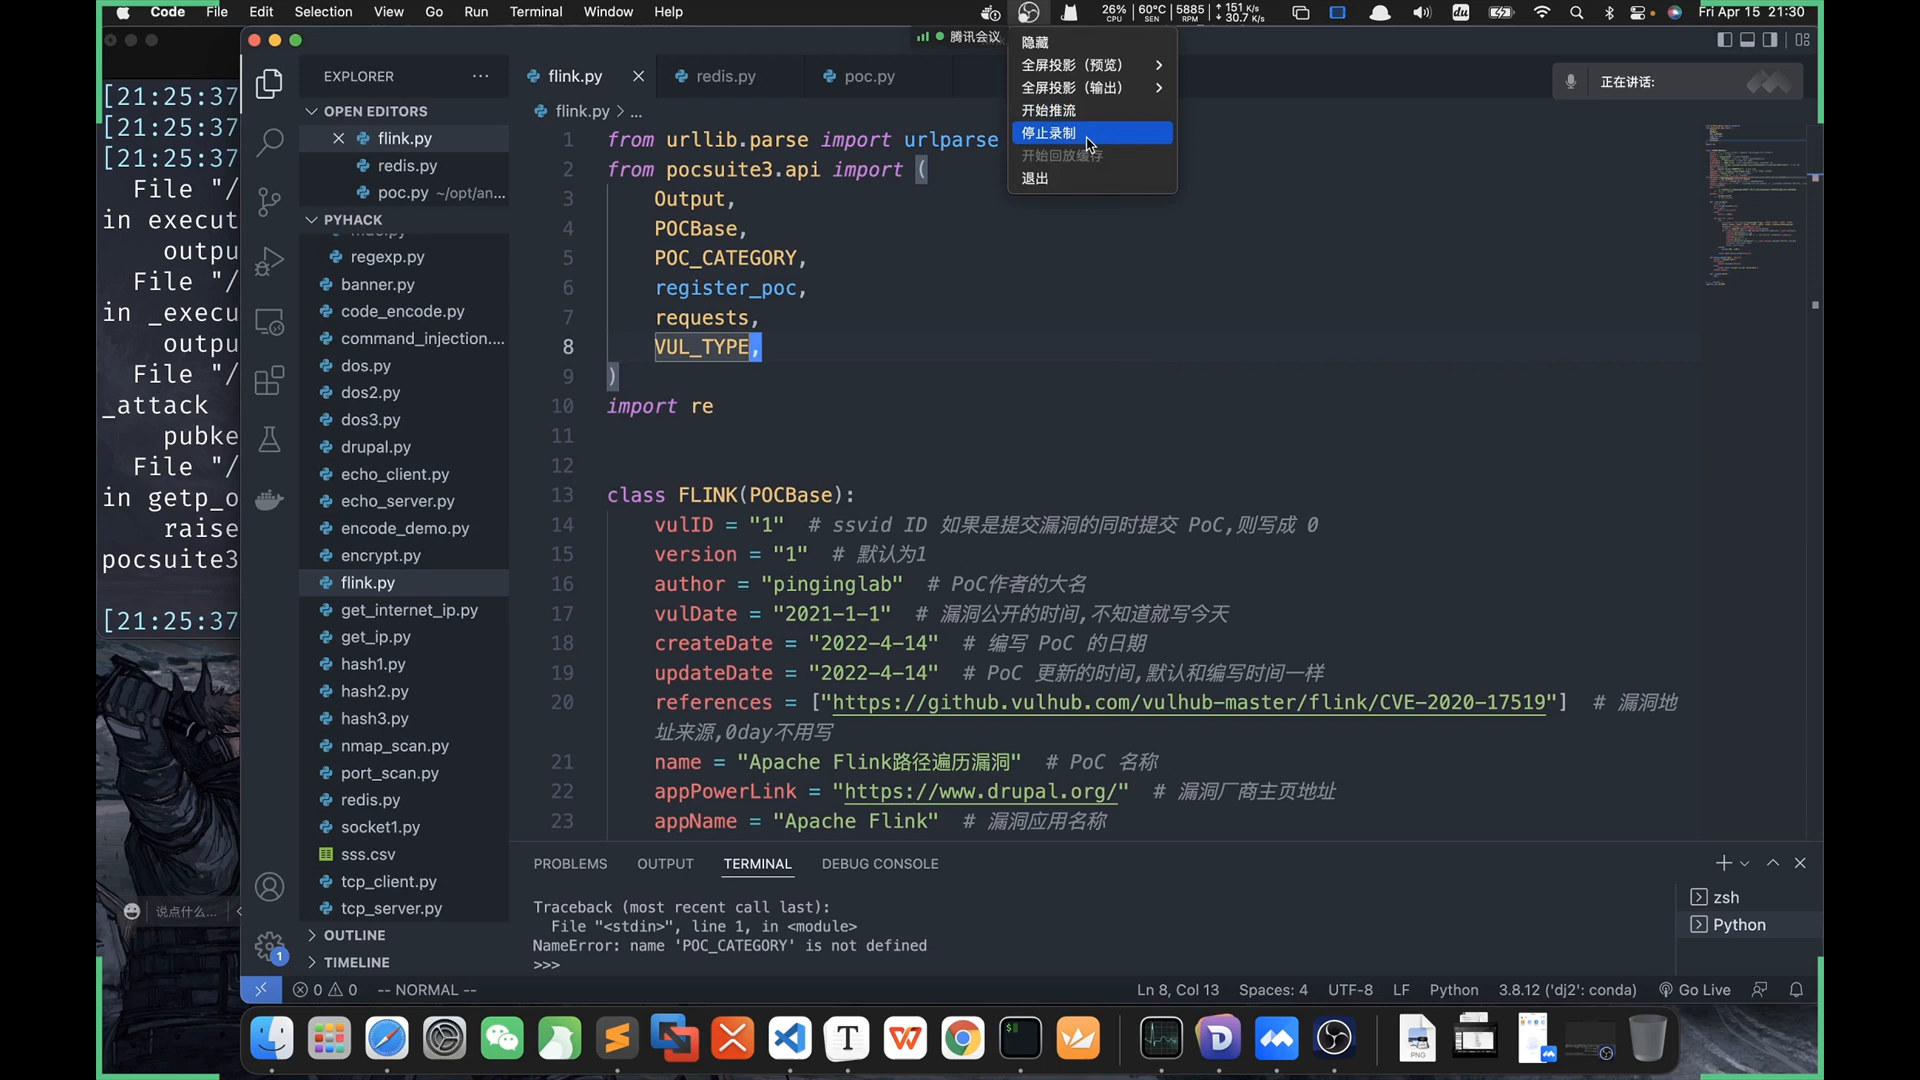 Code File Edit Selection View Go Run Terminal Window Help
26% CPU 60°C SEN 5885 RPM 151 K/s 30.7 K/s
du
Fri Apr 15 21:30
腾讯会议
隐藏
全屏投影（预览）
全屏投影（输出）
开始推流
停止录制
开始回放缓存
退出
正在讲话:
[21:25:37
[21:25:37
[21:25:37
File "/
in execut
outpu
File "/
in _execu
outpu
File "/
_attack
pubke
File "/
in getp_o
raise
pocsuite3
[21:25:37
说点什么...
EXPLORER
OPEN EDITORS
flink.py
redis.py
poc.py ~/opt/an...
PYHACK
regexp.py
banner.py
code_encode.py
command_injection....
dos.py
dos2.py
dos3.py
drupal.py
echo_client.py
echo_server.py
encode_demo.py
encrypt.py
flink.py
get_internet_ip.py
get_ip.py
hash1.py
hash2.py
hash3.py
nmap_scan.py
port_scan.py
redis.py
socket1.py
sss.csv
tcp_client.py
tcp_server.py
OUTLINE
TIMELINE
flink.py redis.py poc.py
flink.py > ...
1 from urllib.parse import urlparse
2 from pocsuite3.api import (
3 Output,
4 POCBase,
5 POC_CATEGORY,
6 register_poc,
7 requests,
8 VUL_TYPE,
9 )
10 import re
11
12
13 class FLINK(POCBase):
14 vulID = "1" # ssvid ID 如果是提交漏洞的同时提交 PoC,则写成 0
15 version = "1" # 默认为1
16 author = "pinginglab" # PoC作者的大名
17 vulDate = "2021-1-1" # 漏洞公开的时间,不知道就写今天
18 createDate = "2022-4-14" # 编写 PoC 的日期
19 updateDate = "2022-4-14" # PoC 更新的时间,默认和编写时间一样
20 references = ["https://github.vulhub.com/vulhub-master/flink/CVE-2020-17519"] # 漏洞地
址来源,0day不用写
21 name = "Apache Flink路径遍历漏洞" # PoC 名称
22 appPowerLink = "https://www.drupal.org/" # 漏洞厂商主页地址
23 appName = "Apache Flink" # 漏洞应用名称
PROBLEMS OUTPUT TERMINAL DEBUG CONSOLE
Traceback (most recent call last):
File "<stdin>", line 1, in <module>
NameError: name 'POC_CATEGORY' is not defined
>>>
zsh
Python
1
0 0 -- NORMAL --
Ln 8, Col 13 Spaces: 4 UTF-8 LF Python 3.8.12 ('dj2': conda) Go Live
PNG